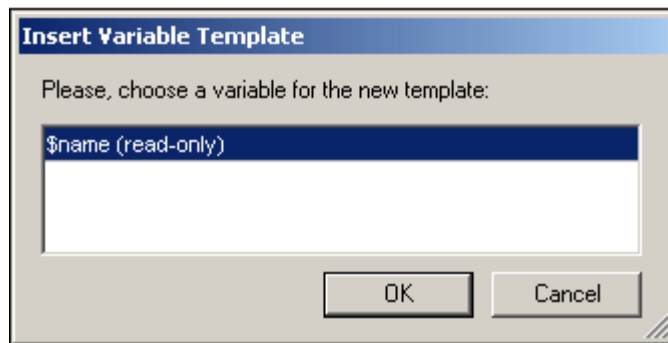 Insert Variable Template
Please, choose a variable for the new template:
$name (read-only)
OK Cancel